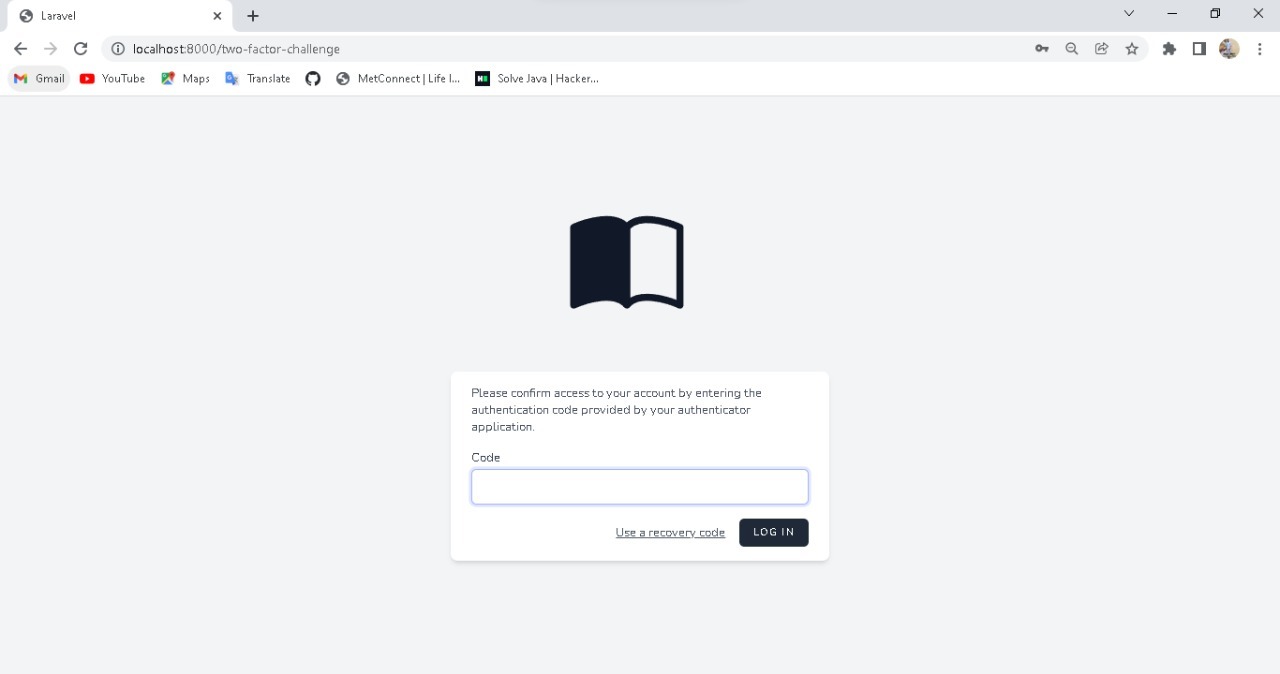 Laravel
localhost:8000/two-factor-challenge
Gmail YouTube Maps Translate MetConnect | Life I... Solve Java | Hacker...
Please confirm access to your account by entering the
authentication code provided by your authenticator
application.
Code
Use a recovery code LOG IN